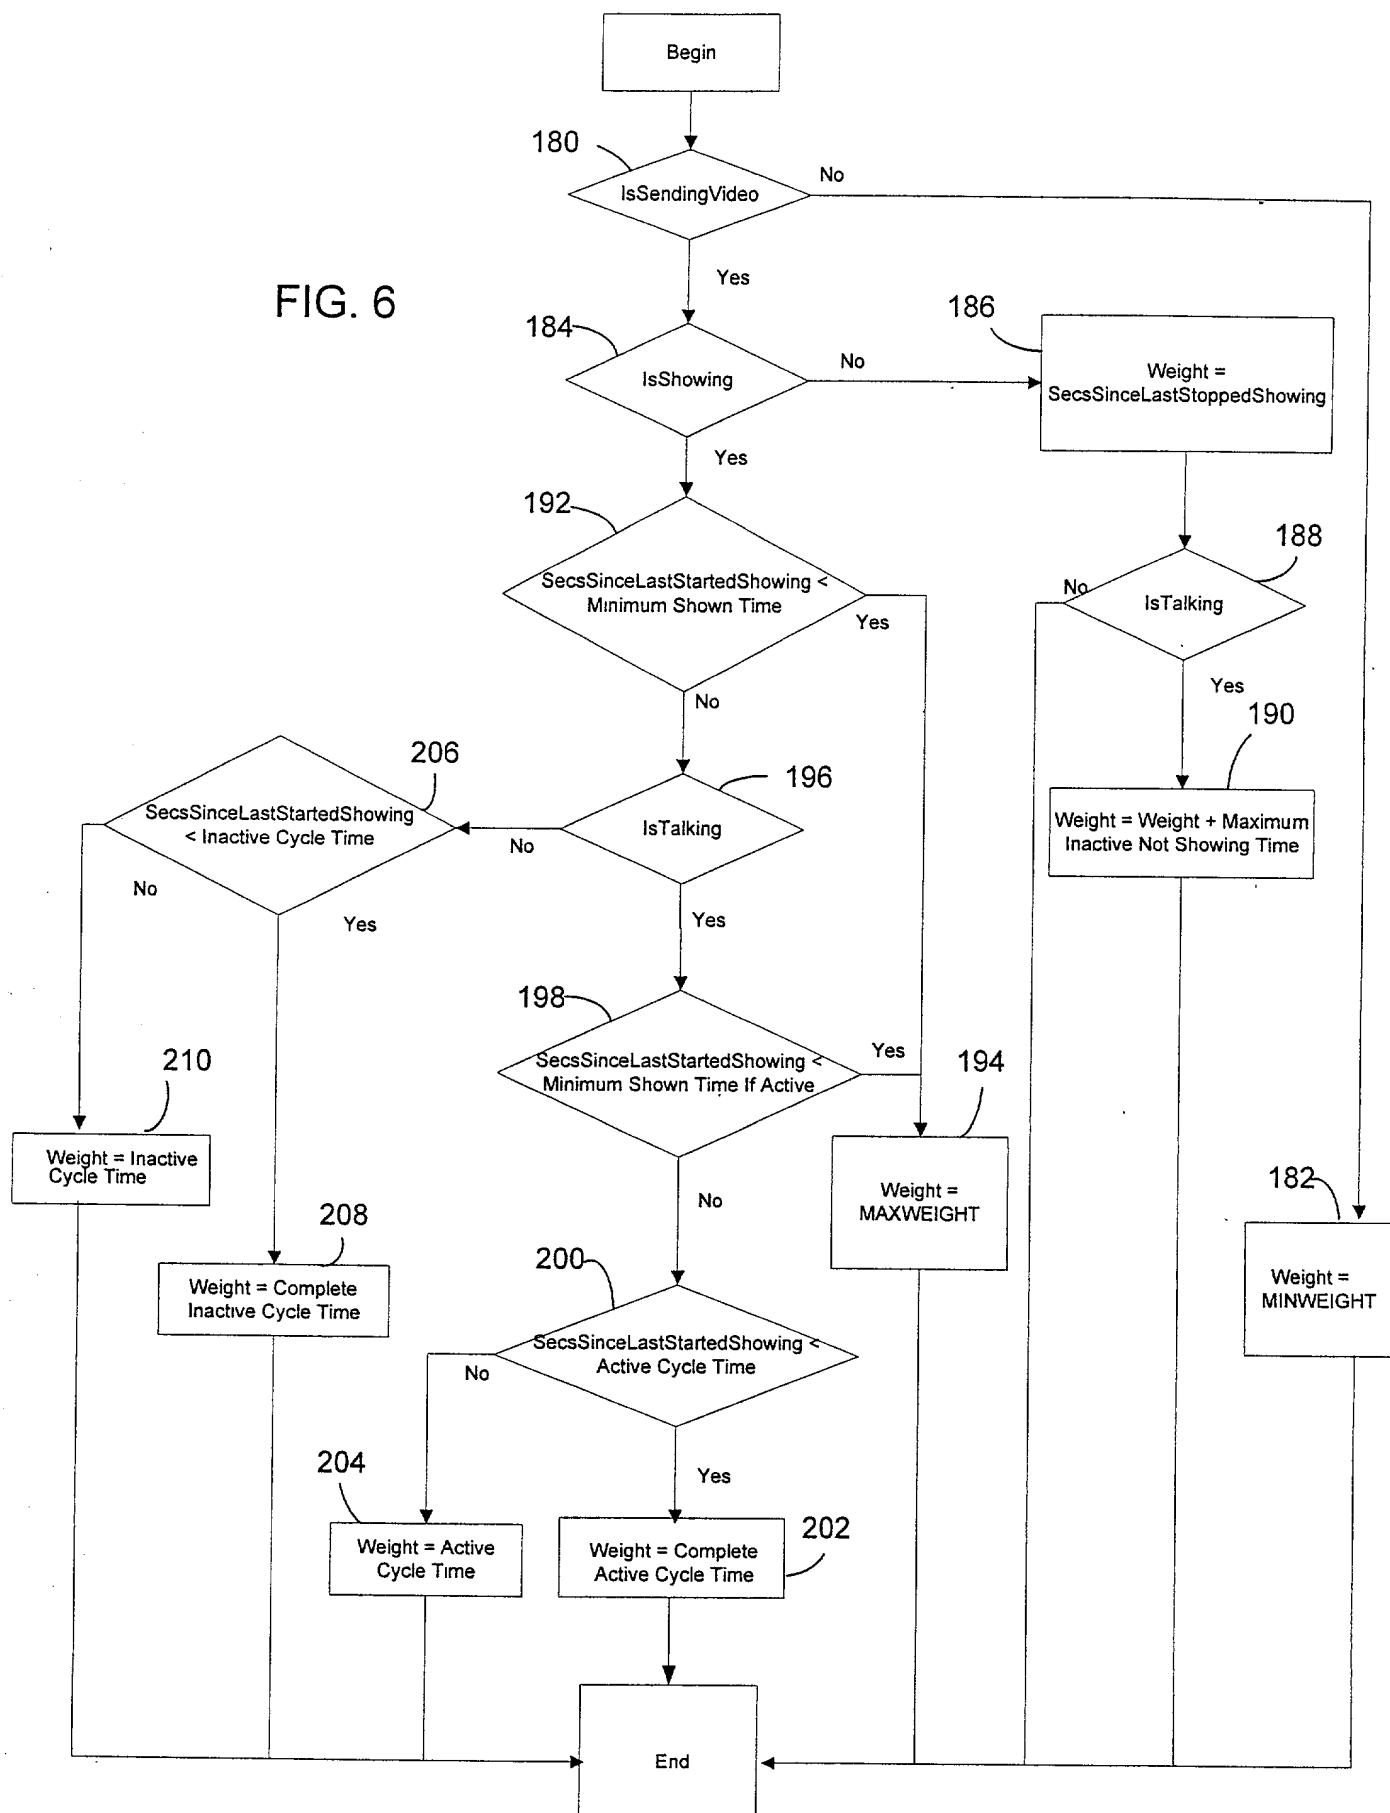 Begin
180
IsSendingVideo
No
Yes
FIG. 6
184
IsShowing
No
Yes
186
Weight =
SecsSinceLastStoppedShowing
192
SecsSinceLastStartedShowing <
Minimum Shown Time
Yes
No
188
IsTalking
No
Yes
190
Weight = Weight + Maximum
Inactive Not Showing Time
206
SecsSinceLastStartedShowing
< Inactive Cycle Time
No
Yes
196
IsTalking
No
Yes
198
SecsSinceLastStartedShowing <
Minimum Shown Time If Active
Yes
No
194
Weight =
MAXWEIGHT
182
Weight =
MINWEIGHT
210
Weight = Inactive
Cycle Time
208
Weight = Complete
Inactive Cycle Time
200
SecsSinceLastStartedShowing <
Active Cycle Time
No
Yes
204
Weight = Active
Cycle Time
202
Weight = Complete
Active Cycle Time
End